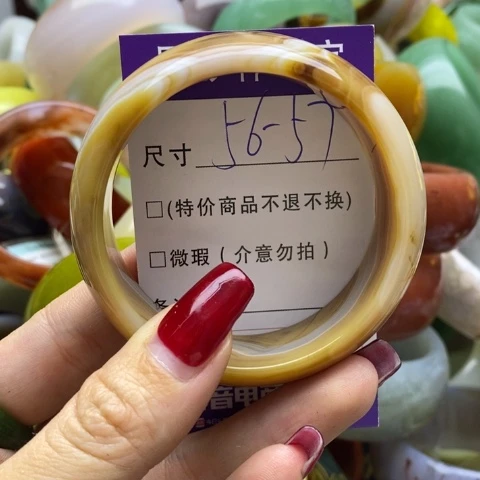 尺寸 56-57
□(特价商品不退不换)
□微瑕(介意勿拍)